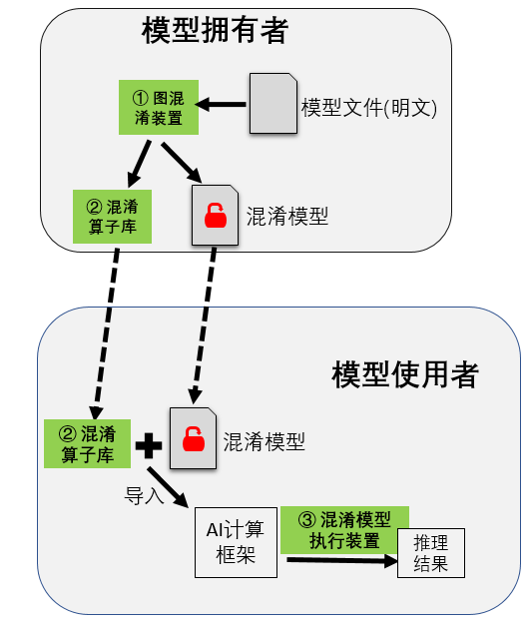 模型拥有者
① 图混
淆装置
模型文件(明文)
② 混淆
算子库
混淆模型
模型使用者
② 混淆
算子库
混淆模型
导入
AI计算
框架
③ 混淆模型
执行装置
推理
结果